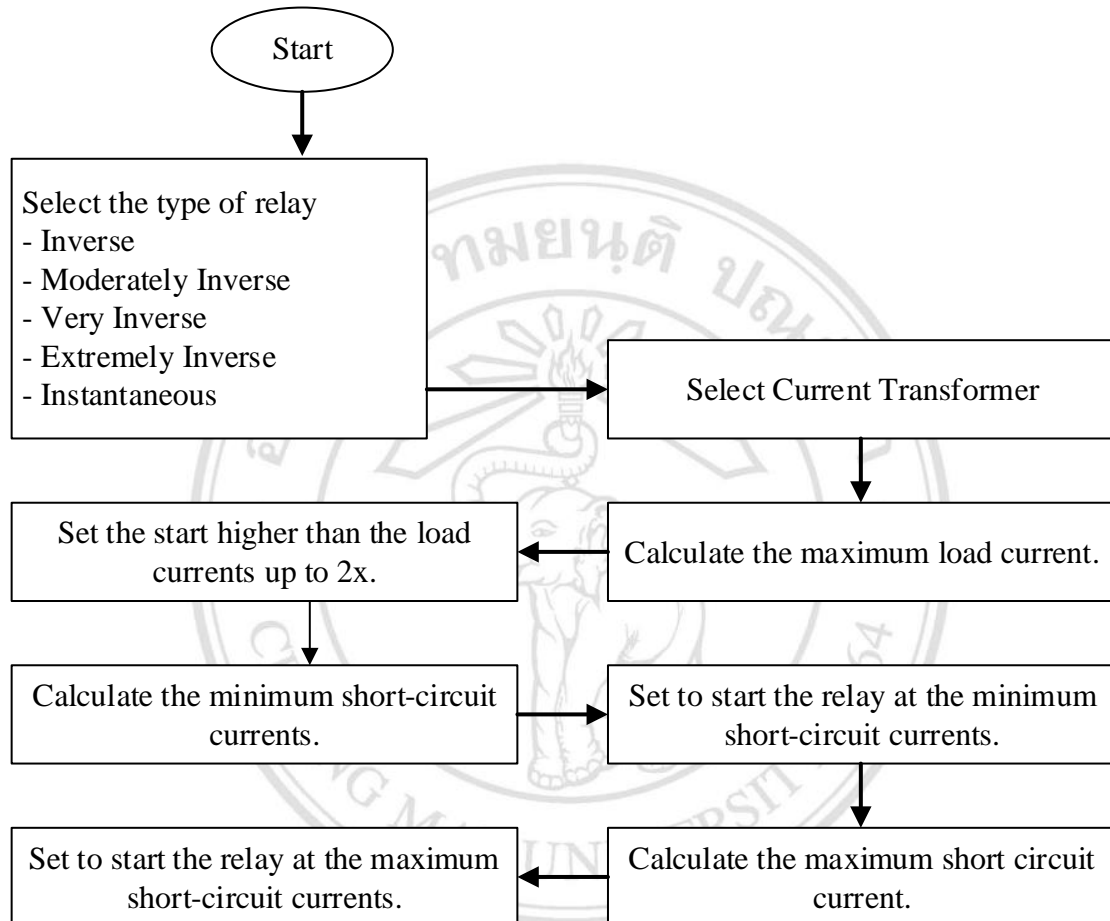 Start
Select the type of relay
- Inverse
- Moderately Inverse
- Very Inverse
- Extremely Inverse
- Instantaneous
Select Current Transformer
Calculate the maximum load current.
Set the start higher than the load
currents up to 2x.
Calculate the minimum short-circuit
currents.
Set to start the relay at the minimum
short-circuit currents.
Calculate the maximum short circuit
current.
Set to start the relay at the maximum
short-circuit currents.